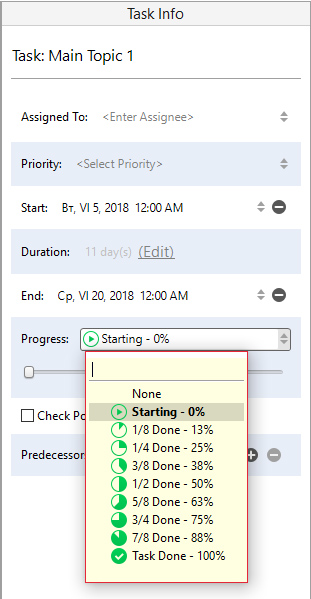 Task Info
Task: Main Topic 1
Assigned To: <Enter Assignee>
Priority: <Select Priority>
Start: Вт, VI 5, 2018 12:00 AM
Duration: 11 day(s) (Edit)
End: Ср, VI 20, 2018 12:00 AM
Progress: Starting - 0%
None
Starting - 0%
1/8 Done - 13%
1/4 Done - 25%
3/8 Done - 38%
1/2 Done - 50%
5/8 Done - 63%
3/4 Done - 75%
7/8 Done - 88%
Task Done - 100%
Check Po
Predecessor